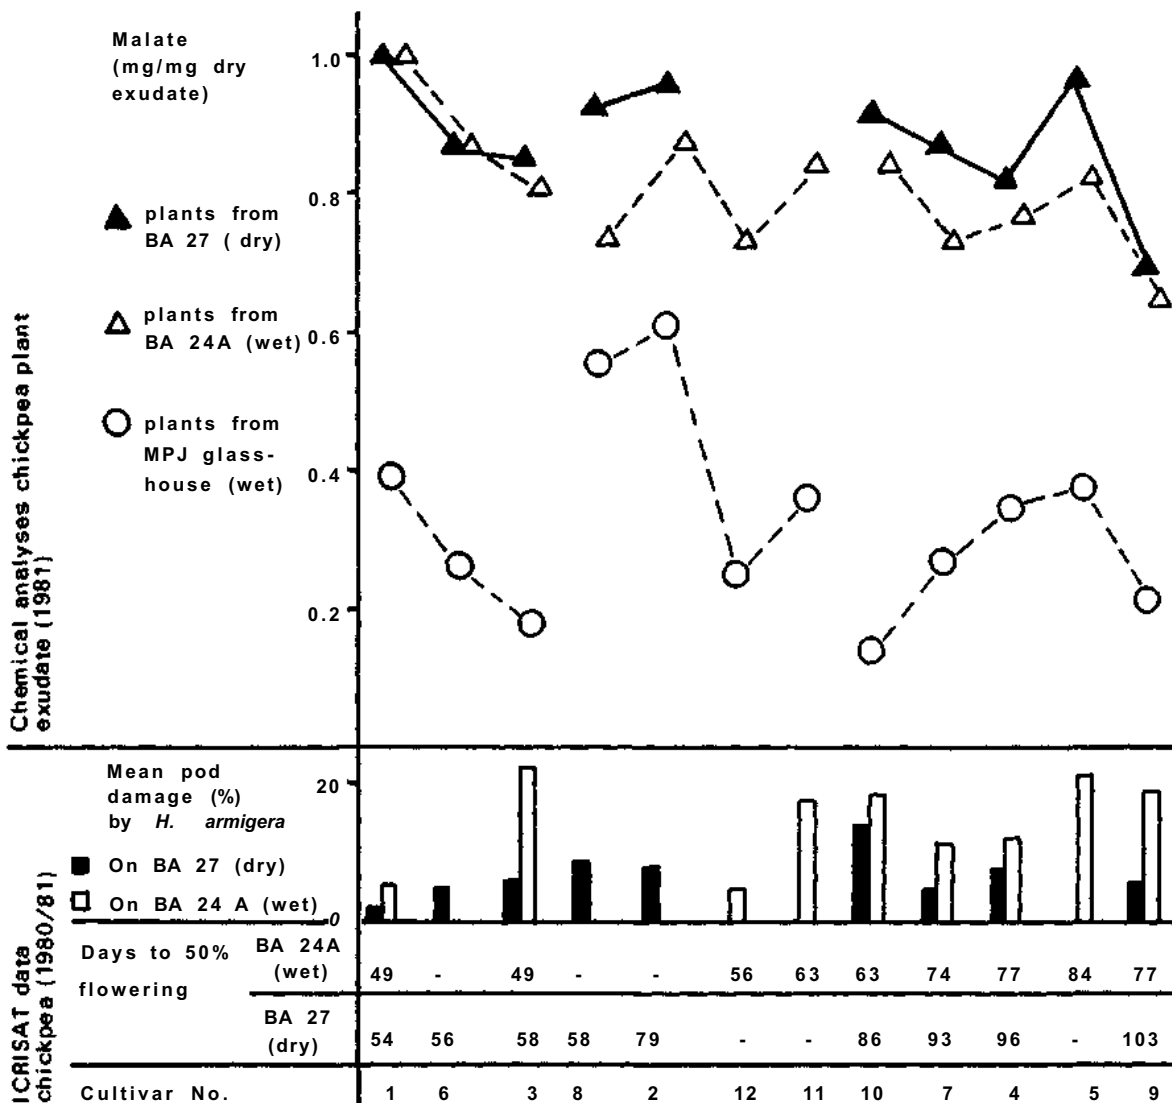 Malate
(mg/mg dry
exudate)
plants from
BA 27 ( dry)
plants from
BA 24A (wet)
plants from
MPJ glass-
house (wet)
1.0
0.8
0.6
0.4
0.2
Chemical analyses chickpea plant
exudate (1981)
Mean pod
damage (%)
by H. armigera
On BA 27 (dry)
On BA 24 A (wet)
20
0
ICRISAT data
chickpea (1980/81)
Days to 50%
flowering
BA 24A
(wet)
49 - 49 - - 56 63 63 74 77 84 77
BA 27
(dry)
54 56 58 58 79 - - 86 93 96 - 103
Cultivar No. 1 6 3 8 2 12 11 10 7 4 5 9